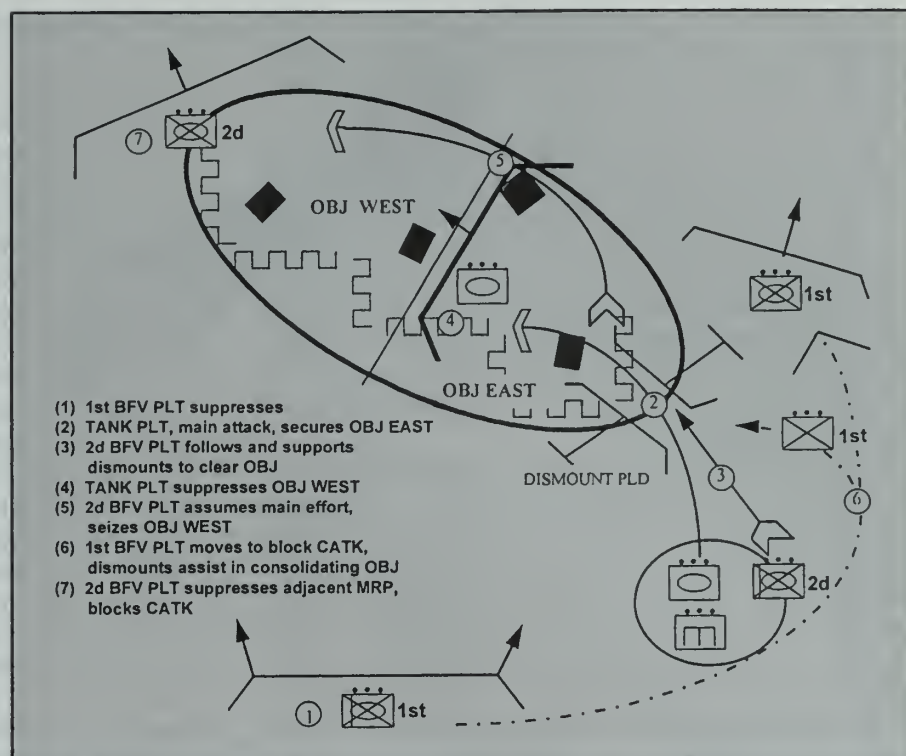 7
2d
5
OBJ WEST
1st
4
OBJ EAST
2
1st
DISMOUNT PLD
3
6
(1) 1st BFV PLT suppresses
(2) TANK PLT, main attack, secures OBJ EAST
(3) 2d BFV PLT follows and supports
dismounts to clear OBJ
(4) TANK PLT suppresses OBJ WEST
(5) 2d BFV PLT assumes main effort,
seizes OBJ WEST
(6) 1st BFV PLT moves to block CATK,
dismounts assist in consolidating OBJ
(7) 2d BFV PLT suppresses adjacent MRP,
blocks CATK
2d
1
1st